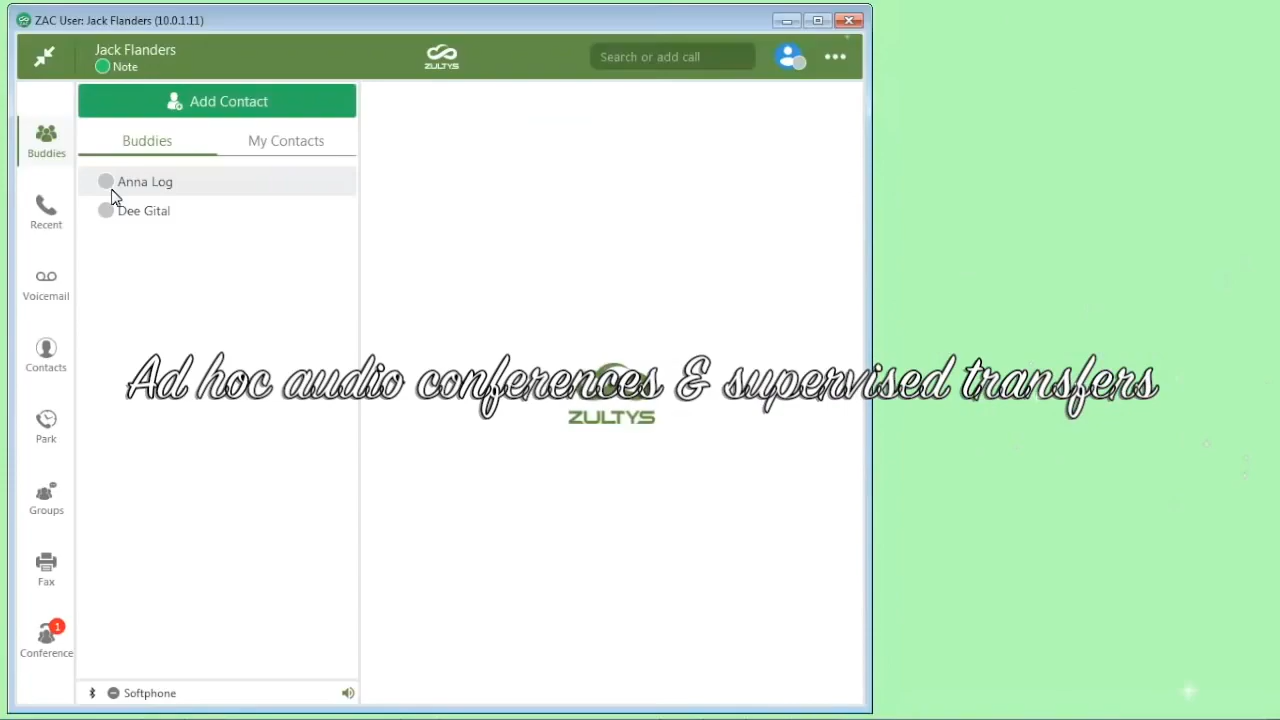 ZAC User: Jack Flanders (10.0.1.11)
Jack Flanders
Note
ZULTYS
Search or add call
Add Contact
Buddies
My Contacts
Anna Log
Dee Gital
Buddies
Recent
Voicemail
Contacts
Park
Groups
Fax
1
Conference
Ad hoc audio conferences & supervised transfers
ZULTYS
Softphone